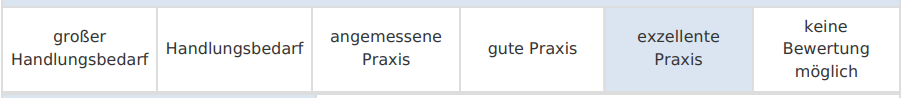 großer
Handlungsbedarf
Handlungsbedarf
angemessene
Praxis
gute Praxis
exzellente
Praxis
keine
Bewertung
möglich